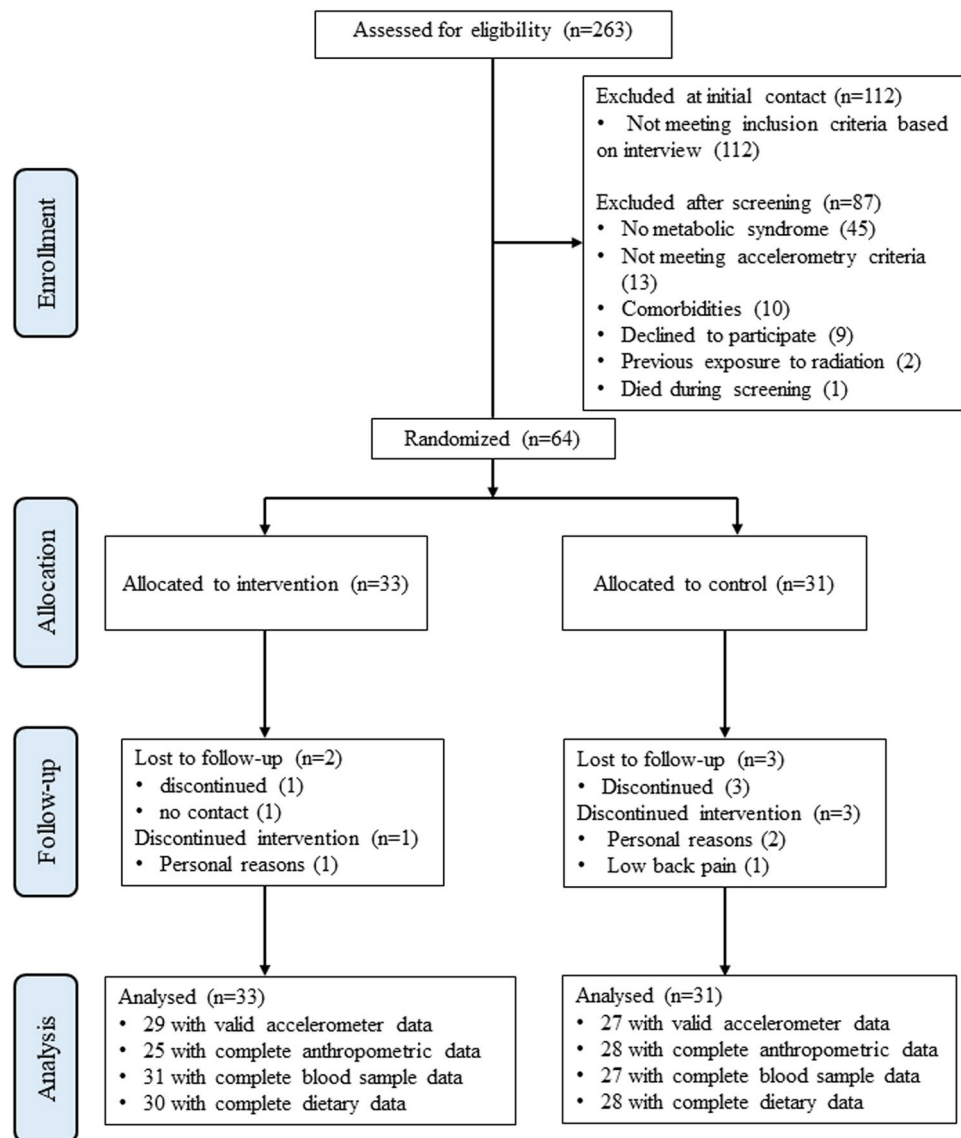 Assessed for eligibility (n=263)
Excluded at initial contact (n=112)
• Not meeting inclusion criteria based
on interview (112)
Excluded after screening (n=87)
• No metabolic syndrome (45)
• Not meeting accelerometry criteria
(13)
• Comorbidities (10)
• Declined to participate (9)
• Previous exposure to radiation (2)
• Died during screening (1)
Enrollment
Randomized (n=64)
Allocation
Allocated to intervention (n=33)
Allocated to control (n=31)
Follow-up
Lost to follow-up (n=2)
• discontinued (1)
• no contact (1)
Discontinued intervention (n=1)
• Personal reasons (1)
Lost to follow-up (n=3)
• Discontinued (3)
Discontinued intervention (n=3)
• Personal reasons (2)
• Low back pain (1)
Analysis
Analysed (n=33)
• 29 with valid accelerometer data
• 25 with complete anthropometric data
• 31 with complete blood sample data
• 30 with complete dietary data
Analysed (n=31)
• 27 with valid accelerometer data
• 28 with complete anthropometric data
• 27 with complete blood sample data
• 28 with complete dietary data